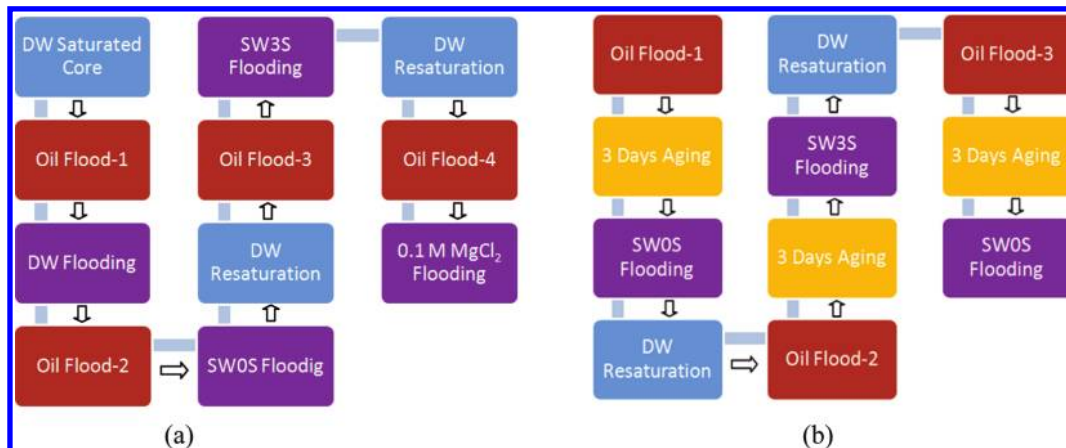 DW Saturated
Core
Oil Flood-1
DW Flooding
Oil Flood-2
SW0S Floodig
DW
Resaturation
Oil Flood-3
SW3S
Flooding
DW
Resaturation
Oil Flood-4
0.1 M MgCl₂
Flooding
(a)
Oil Flood-1
3 Days Aging
SW0S
Flooding
DW
Resaturation
Oil Flood-2
3 Days Aging
SW3S
Flooding
DW
Resaturation
Oil Flood-3
3 Days Aging
SW0S
Flooding
(b)